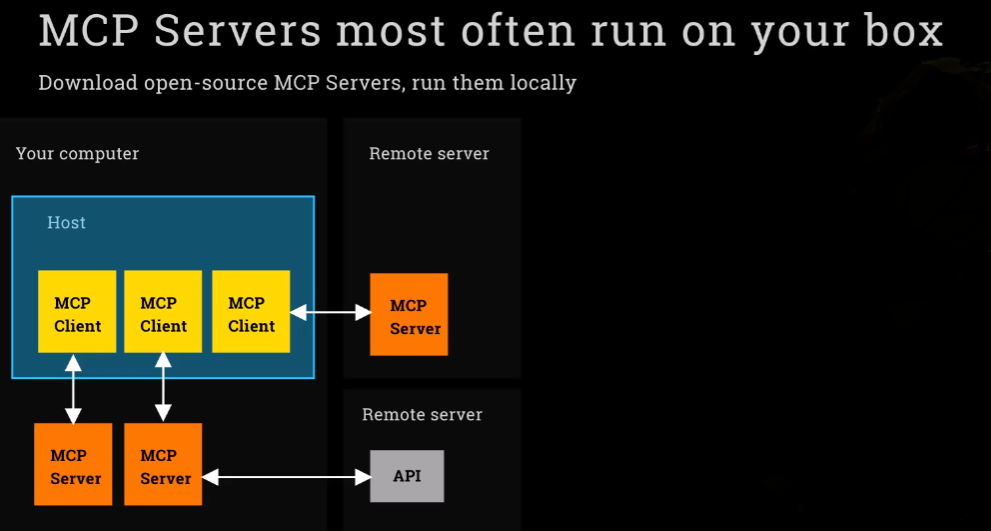 MCP Servers most often run on your box
Download open-source MCP Servers, run them locally
Your computer
Remote server
Host
MCP
Client
MCP
Client
MCP
Client
MCP
Server
Remote server
MCP
Server
MCP
Server
API